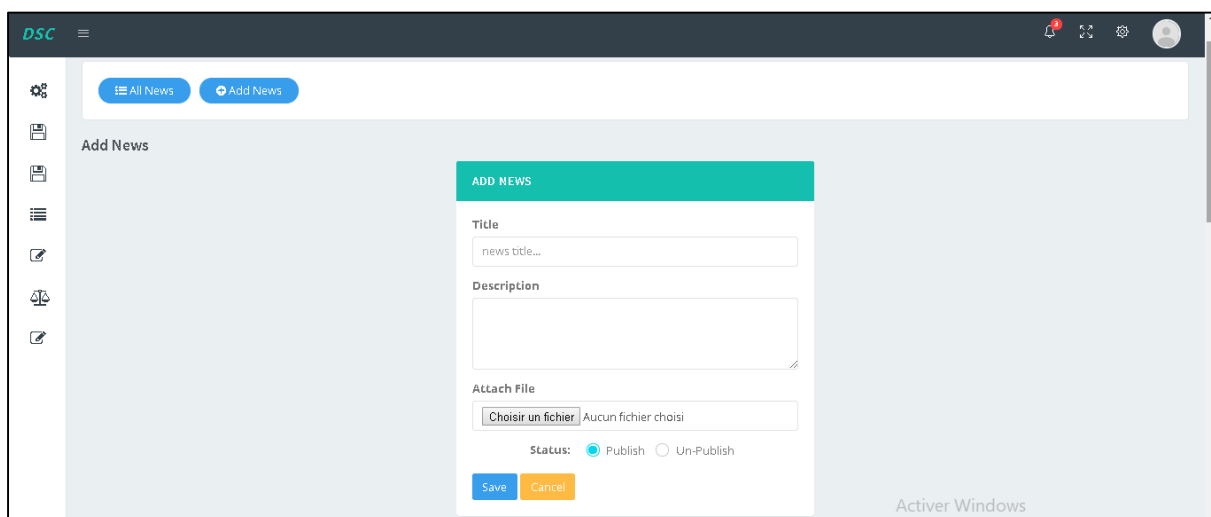 DSC
3
All News Add News
Add News
ADD NEWS
Title
news title...
Description
Attach File
Choisir un fichier Aucun fichier choisi
Status: Publish Un-Publish
Save Cancel
Activer Windows